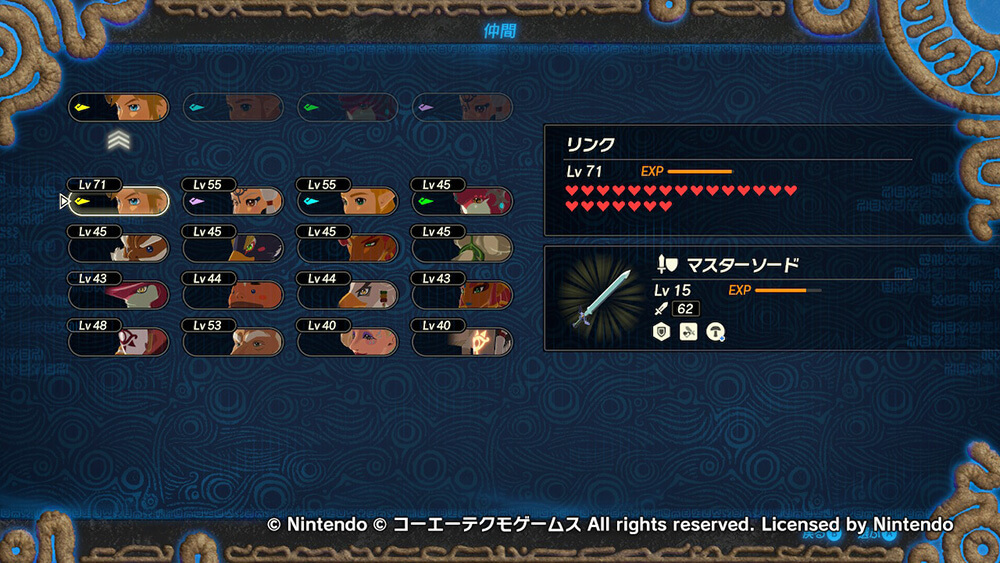 仲間
Lv 71 Lv 55 Lv 55 Lv 45
Lv 45 Lv 45 Lv 45 Lv 45
Lv 43 Lv 44 Lv 44 Lv 43
Lv 48 Lv 53 Lv 40 Lv 40
リンク
Lv 71 EXP
マスターソード
Lv 15 EXP
62
© Nintendo © コーエーテクモゲームス All rights reserved. Licensed by Nintendo
戻る B